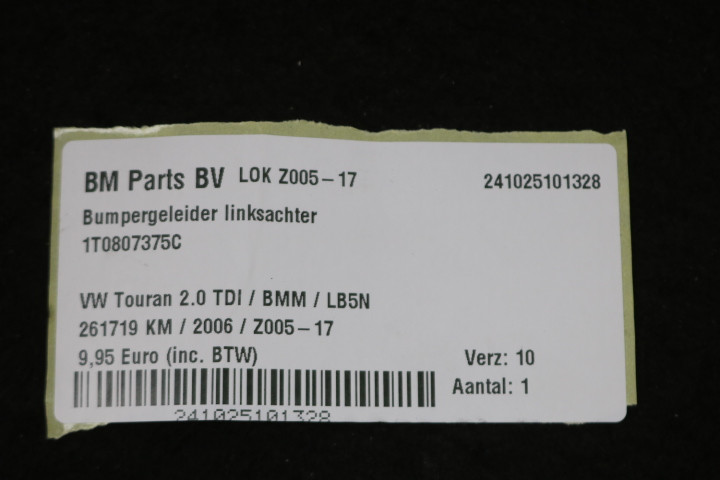 BM Parts BV LOK Z005-17 241025101328
Bumpergeleider linksachter
1T0807375C
VW Touran 2.0 TDI / BMM / LB5N
261719 KM / 2006 / Z005-17
9,95 Euro (inc. BTW) Verz: 10
Aantal: 1
241025101328